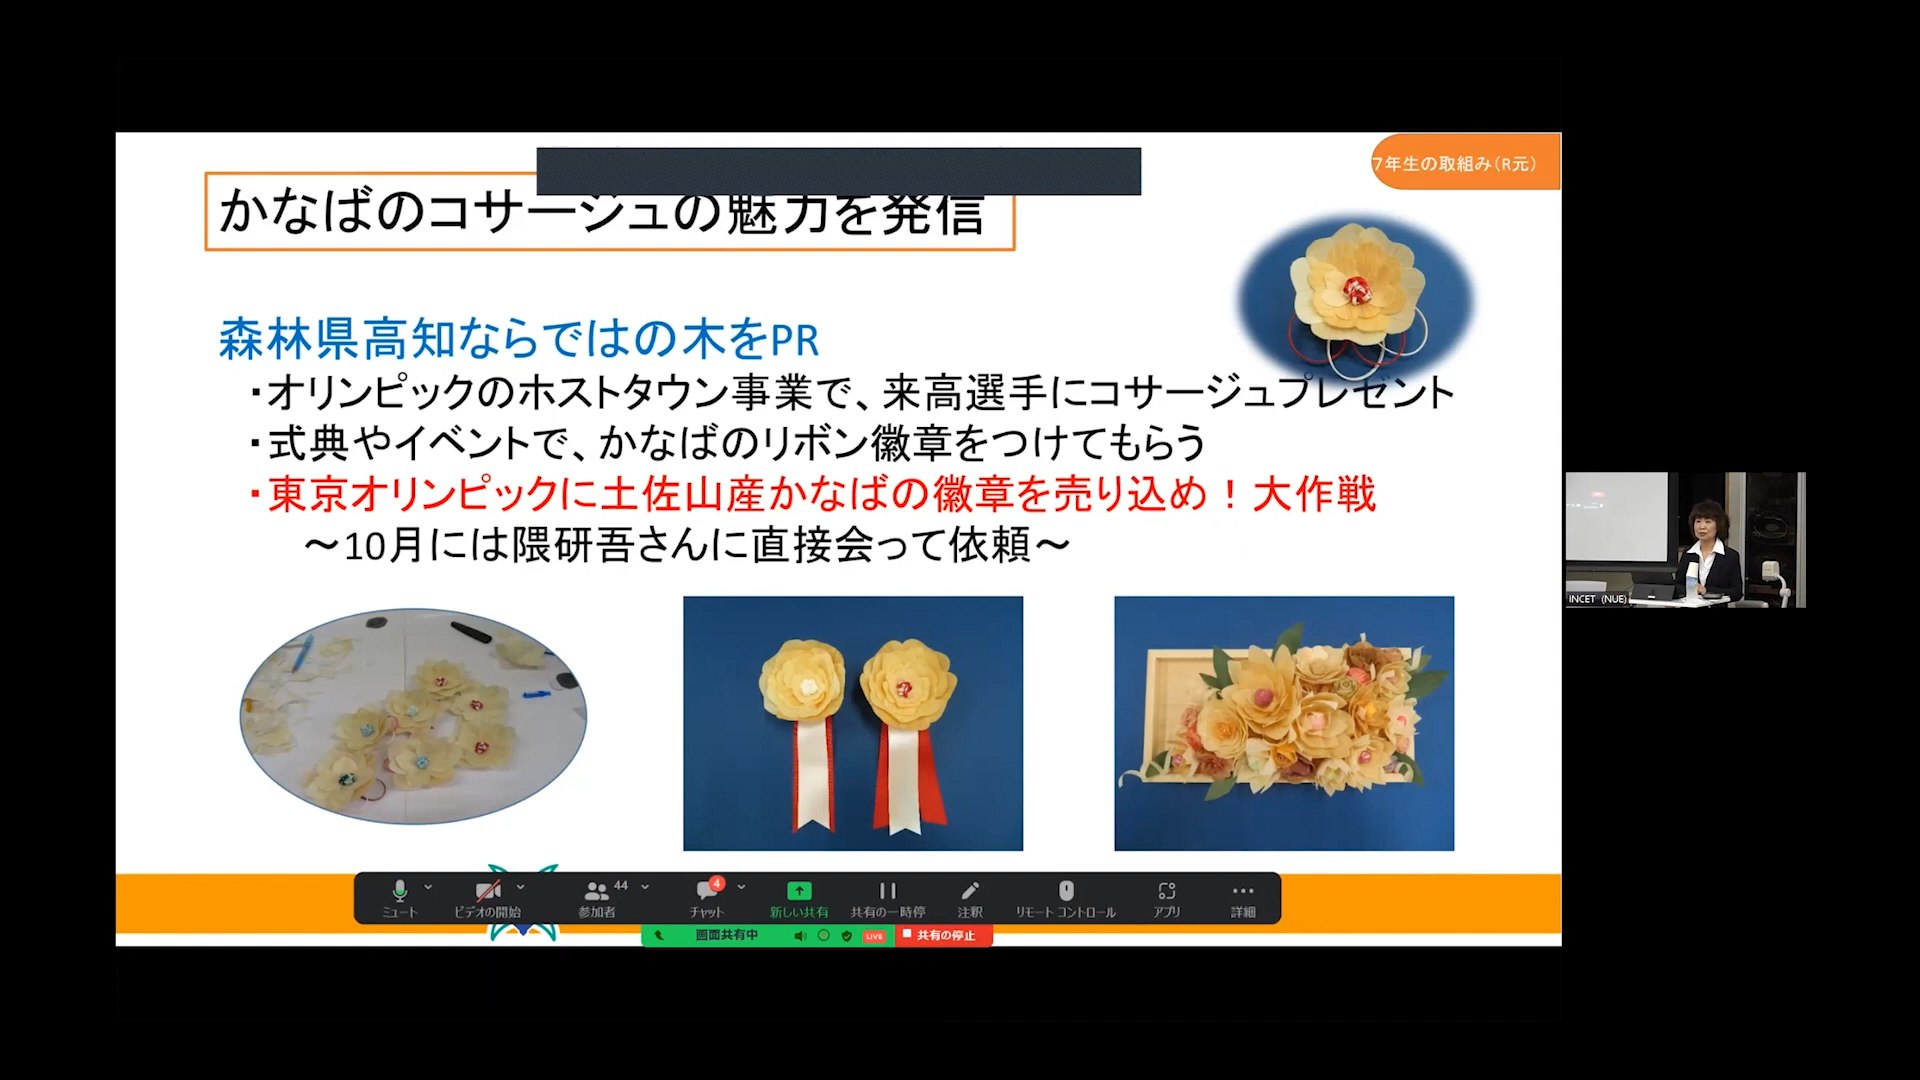 7年生の取組み（R元）
かなばのコサージュの魅力を発信
森林県高知ならではの木をPR
・オリンピックのホストタウン事業で、来高選手にコサージュプレゼント
・式典やイベントで、かなばのリボン徽章をつけてもらう
・東京オリンピックに土佐山産かなばの徽章を売り込め！大作戦
～10月には隈研吾さんに直接会って依頼～
INCET (NUE)
44
4
ミュート ビデオの開始 参加者 チャット 新しい共有 共有の一時停 注釈 リモート コントロール アプリ 詳細
画面共有中 LIVE 共有の停止